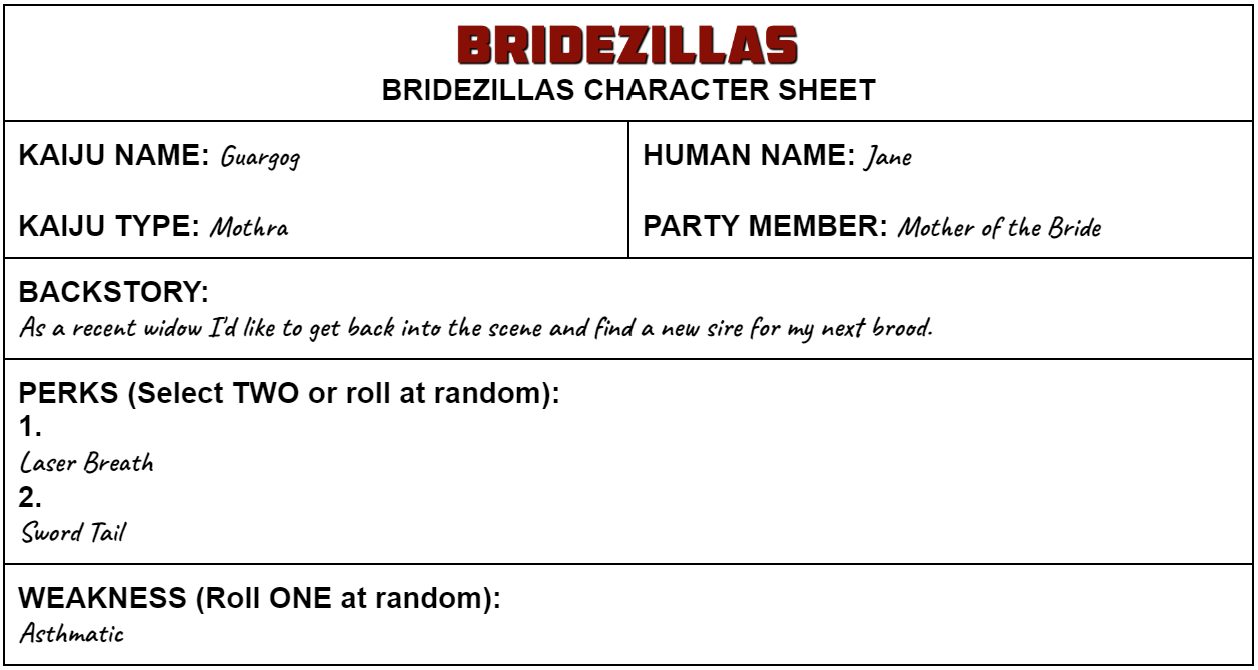 BRIDEZILLAS
BRIDEZILLAS CHARACTER SHEET
KAIJU NAME: Guargog
HUMAN NAME: Jane
KAIJU TYPE: Mothra
PARTY MEMBER: Mother of the Bride
BACKSTORY:
As a recent widow I'd like to get back into the scene and find a new sire for my next brood.
PERKS (Select TWO or roll at random):
1.
Laser Breath
2.
Sword Tail
WEAKNESS (Roll ONE at random):
Asthmatic